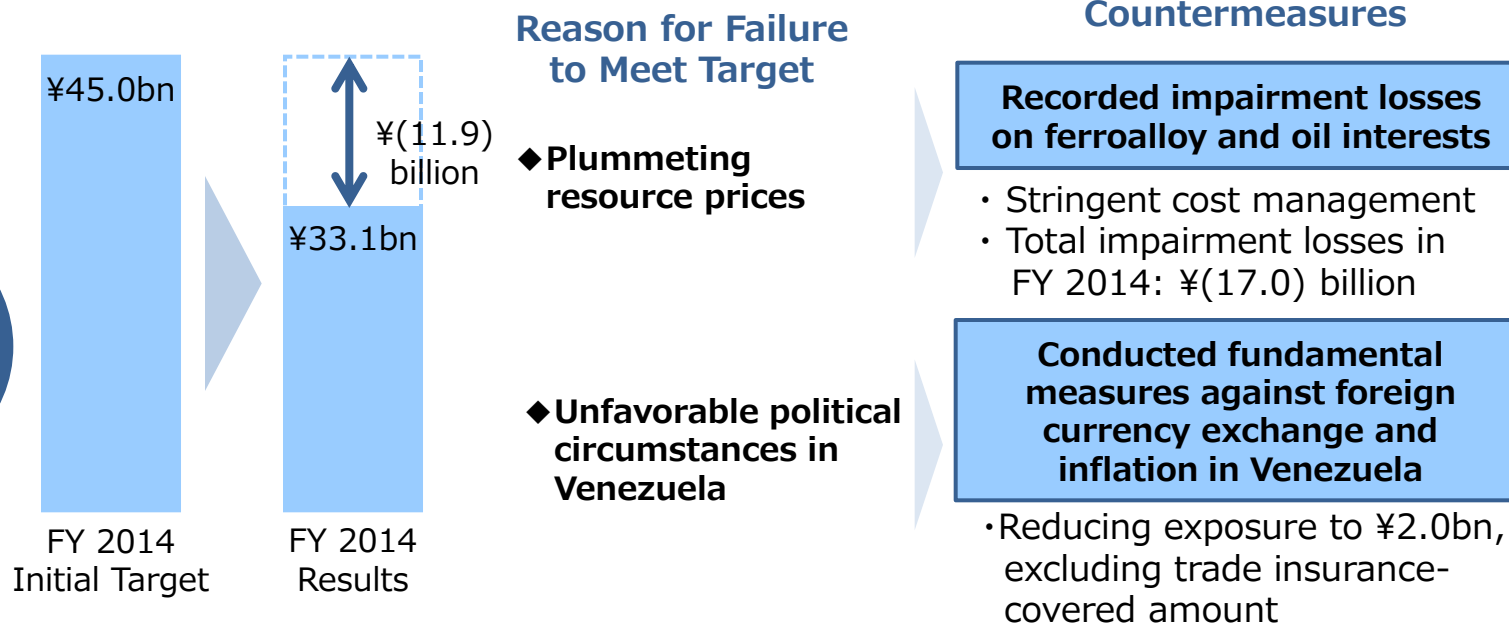 ¥45.0bn
¥(11.9)
billion
¥33.1bn
FY 2014
Initial Target
FY 2014
Results
Reason for Failure
to Meet Target
◆Plummeting
resource prices
◆Unfavorable political
circumstances in
Venezuela
Countermeasures
Recorded impairment losses
on ferroalloy and oil interests
・Stringent cost management
・Total impairment losses in
FY 2014: ¥(17.0) billion
Conducted fundamental
measures against foreign
currency exchange and
inflation in Venezuela
・Reducing exposure to ¥2.0bn,
excluding trade insurance-
covered amount